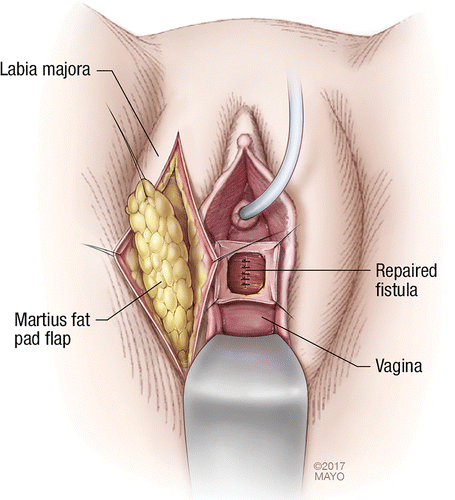 Labia majora
Martius fat
pad flap
Repaired
fistula
Vagina
©2017
MAYO